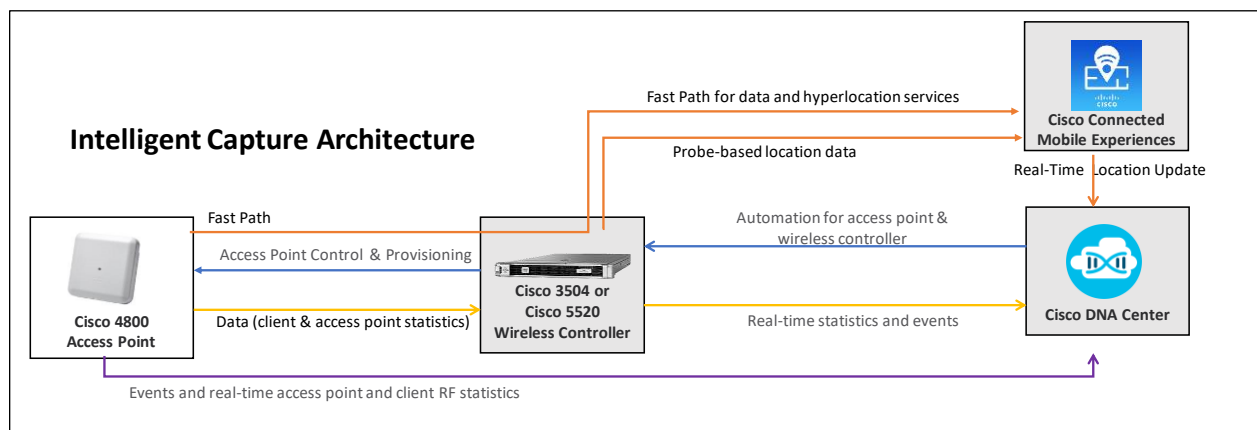 Fast Path for data and hyperlocation services
cisco
Cisco Connected
Mobile Experiences
Intelligent Capture Architecture
Probe-based location data
Real-Time Location Update
Fast Path
Automation for access point &
wireless controller
Access Point Control & Provisioning
Cisco 4800
Access Point
Data (client & access point statistics)
Cisco 3504 or
Cisco 5520
Wireless Controller
Real-time statistics and events
Cisco DNA Center
Events and real-time access point and client RF statistics